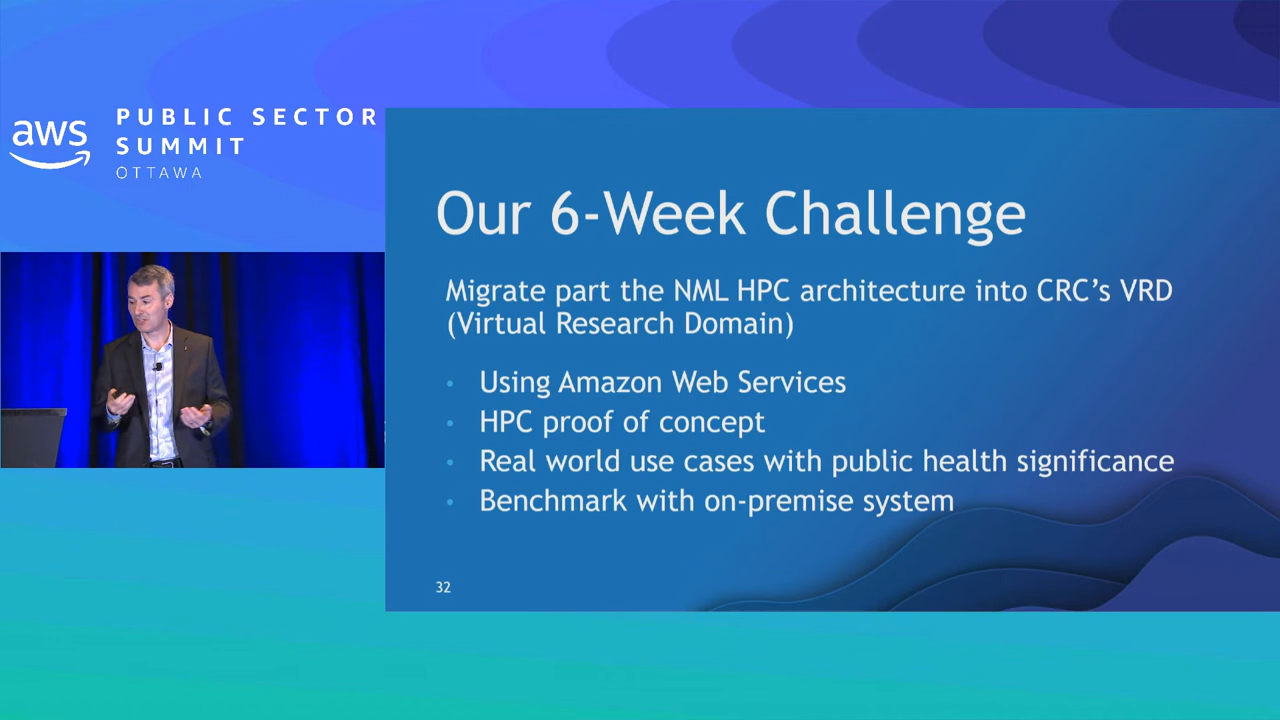 aws
PUBLIC SECTOR
SUMMIT
OTTAWA
Our 6-Week Challenge
Migrate part the NML HPC architecture into CRC’s VRD
(Virtual Research Domain)
• Using Amazon Web Services
• HPC proof of concept
• Real world use cases with public health significance
• Benchmark with on-premise system
32